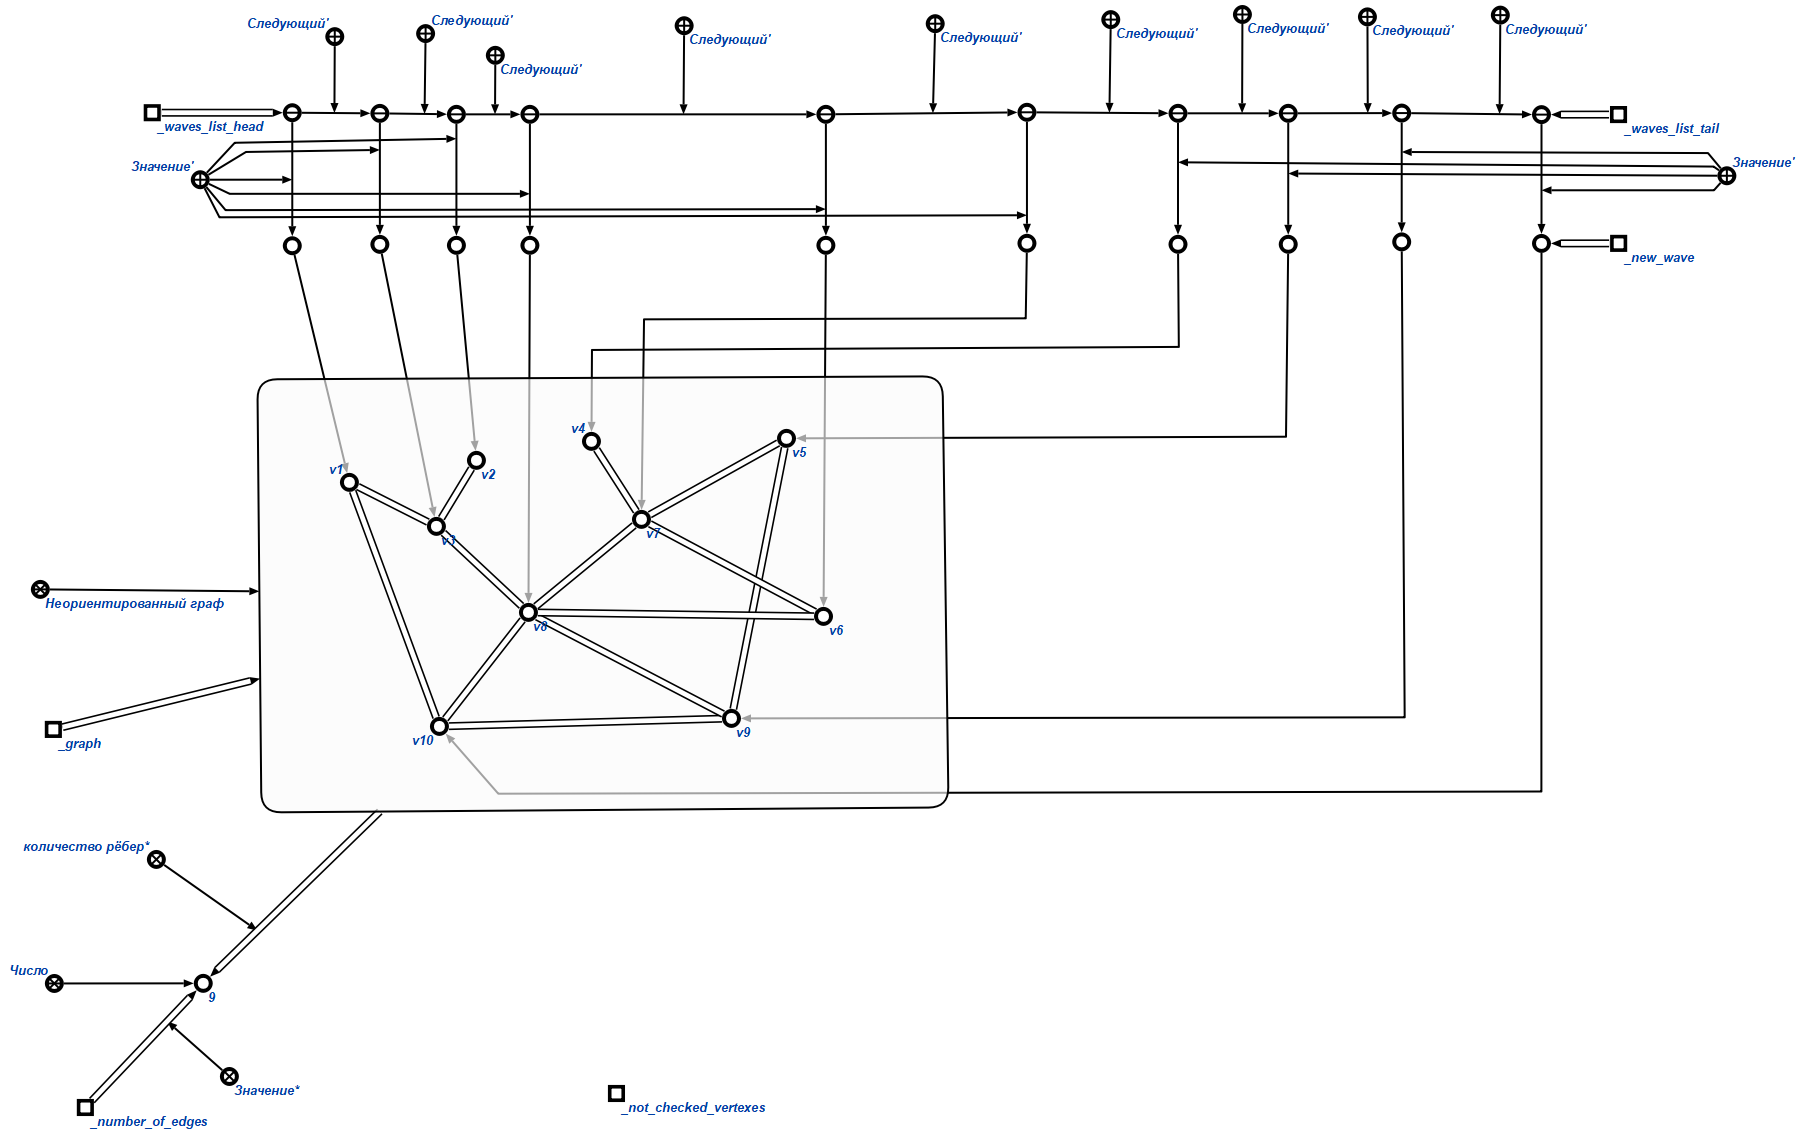 Следующий'
Следующий'
Следующий'
Следующий'
Следующий'
Следующий'
Следующий'
Следующий'
Следующий'
_waves_list_head
_waves_list_tail
Значение'
Значение'
_new_wave
v4
v5
v1
v2
v3
v7
Неориентированный граф
v8
v6
v10
v9
_graph
количество рёбер*
Число
9
Значение*
_number_of_edges
_not_checked_vertexes